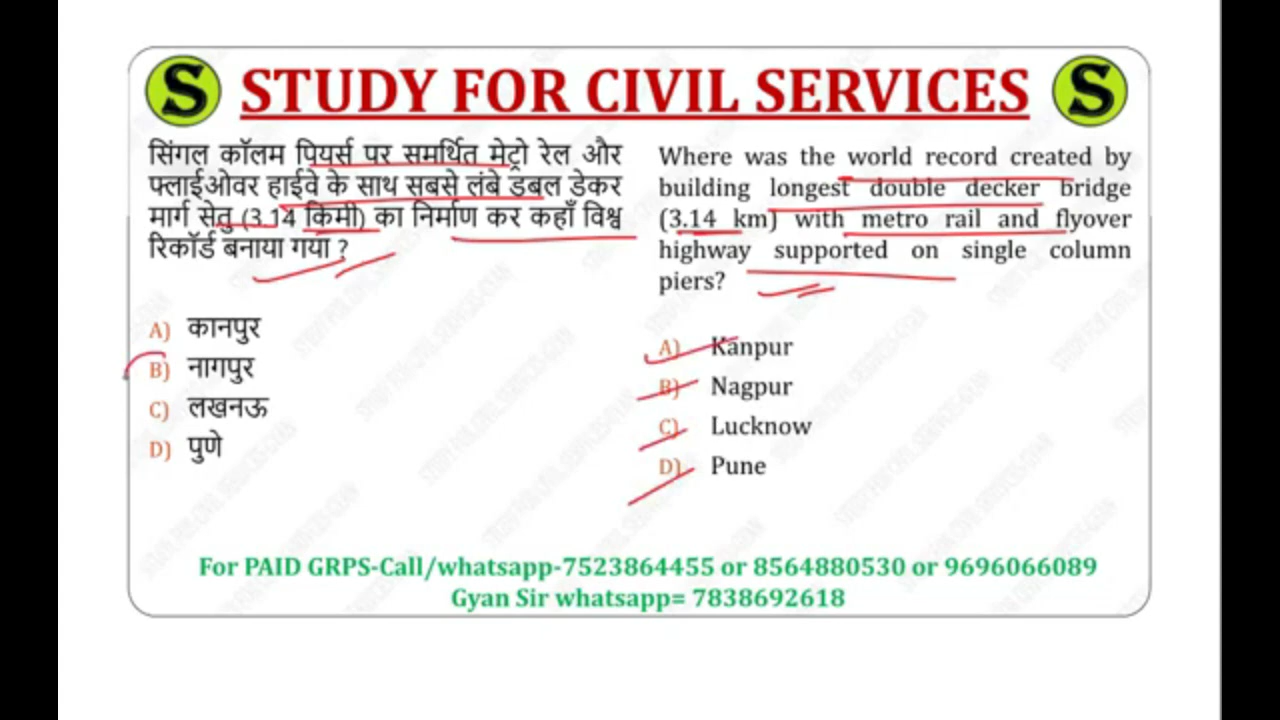 S STUDY FOR CIVIL SERVICES S
सिंगल कॉलम पियर्स पर समर्थित मेट्रो रेल और
फ्लाईओवर हाईवे के साथ सबसे लंबे डबल डेकर
मार्ग सेतु (3.14 किमी) का निर्माण कर कहाँ विश्व
रिकॉर्ड बनाया गया ?
A) कानपुर
B) नागपुर
C) लखनऊ
D) पुणे
Where was the world record created by
building longest double decker bridge
(3.14 km) with metro rail and flyover
highway supported on single column
piers?
A) Kanpur
B) Nagpur
C) Lucknow
D) Pune
For PAID GRPS-Call/whatsapp-7523864455 or 8564880530 or 9696066089
Gyan Sir whatsapp= 7838692618